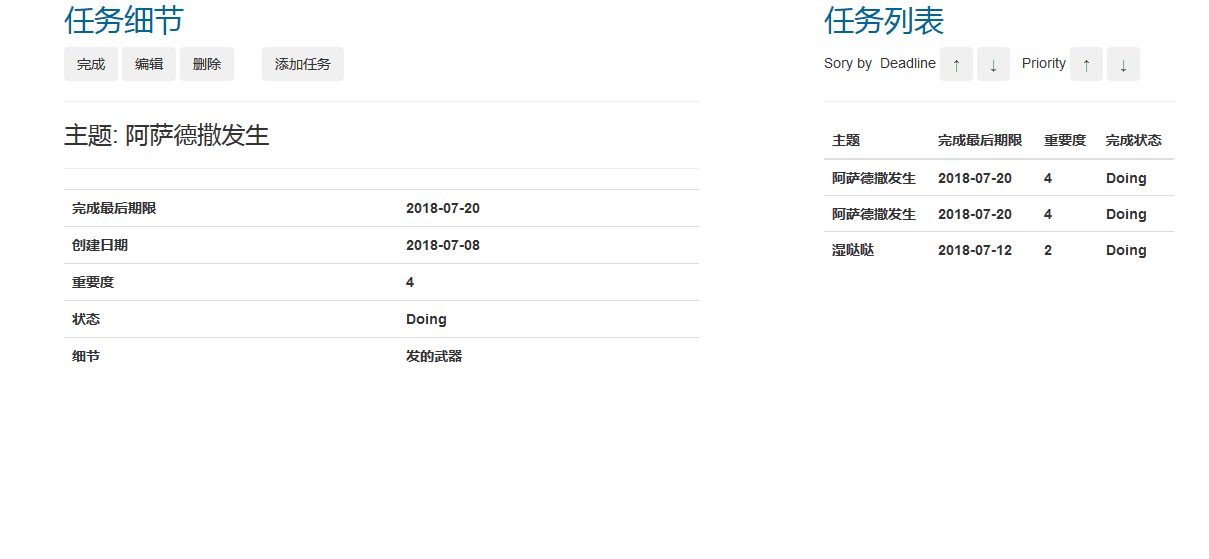 任务细节
完成 编辑 删除 添加任务
主题: 阿萨德撒发生
完成最后期限 2018-07-20
创建日期 2018-07-08
重要度 4
状态 Doing
细节 发的武器
任务列表
Sory by Deadline ↑ ↓ Priority ↑ ↓
主题 完成最后期限 重要度 完成状态
阿萨德撒发生 2018-07-20 4 Doing
阿萨德撒发生 2018-07-20 4 Doing
湿哒哒 2018-07-12 2 Doing